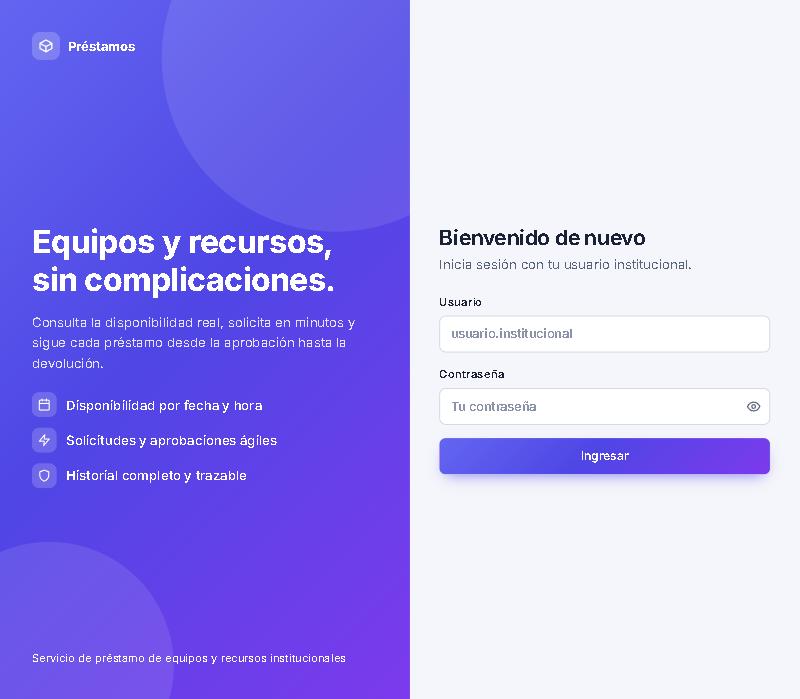 Préstamos
Equipos y recursos,
sin complicaciones.
Consulta la disponibilidad real, solicita en minutos y
sigue cada préstamo desde la aprobación hasta la
devolución.
Disponibilidad por fecha y hora
Solicitudes y aprobaciones ágiles
Historial completo y trazable
Servicio de préstamo de equipos y recursos institucionales
Bienvenido de nuevo
Inicia sesión con tu usuario institucional.
Usuario
usuario.institucional
Contraseña
Tu contraseña
Ingresar